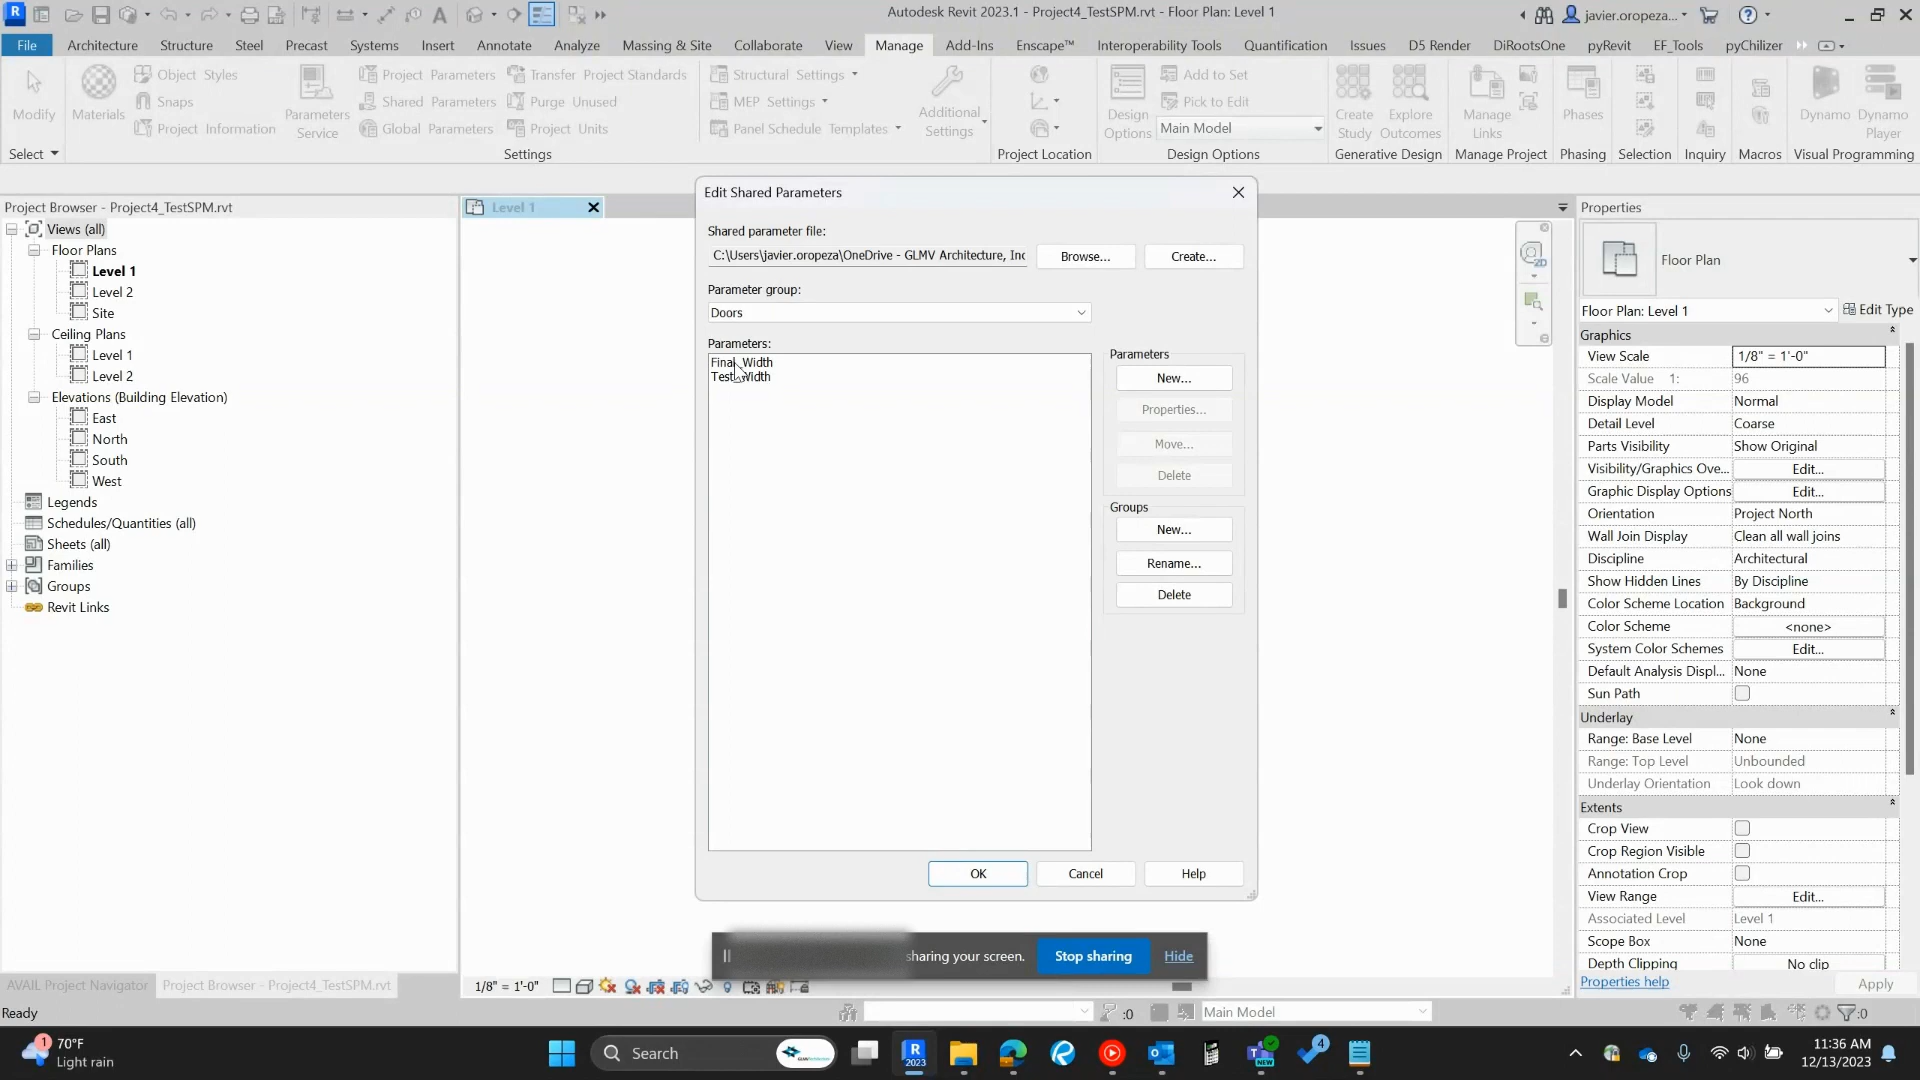 Autodesk Revit 2023.1 - Project4_TestSPM.rvt - Floor Plan: Level 1
javier.oropeza...
File Architecture Structure Steel Precast Systems Insert Annotate Analyze Massing & Site Collaborate View Manage Add-Ins Enscape™ Interoperability Tools Quantification Issues D5 Render DiRootsOne pyRevit EF_Tools pyChilizer
Modify
Materials
Object Styles
Snaps
Project Information
Parameters Service
Project Parameters
Shared Parameters
Global Parameters
Transfer Project Standards
Purge Unused
Project Units
Structural Settings
MEP Settings
Panel Schedule Templates
Additional Settings
Design Options
Add to Set
Pick to Edit
Main Model
Create Study
Explore Outcomes
Manage Links
Phases
Dynamo
Dynamo Player
Select Settings Project Location Design Options Generative Design Manage Project Phasing Selection Inquiry Macros Visual Programming
Project Browser - Project4_TestSPM.rvt
Views (all)
Floor Plans
Level 1
Level 2
Site
Ceiling Plans
Level 1
Level 2
Elevations (Building Elevation)
East
North
South
West
Legends
Schedules/Quantities (all)
Sheets (all)
Families
Groups
Revit Links
AVAIL Project Navigator Project Browser - Project4_TestSPM.rvt
Level 1
Edit Shared Parameters
Shared parameter file:
C:\Users\javier.oropeza\OneDrive - GLMV Architecture, Inc
Browse... Create...
Parameter group:
Doors
Parameters:
Final_Width
Test
Parameters
New...
Properties...
Move...
Delete
Groups
New...
Rename...
Delete
OK Cancel Help
sharing your screen. Stop sharing Hide
2D
Properties
Floor Plan
Floor Plan: Level 1 Edit Type
Graphics
View Scale 1/8" = 1'-0"
Scale Value 1: 96
Display Model Normal
Detail Level Coarse
Parts Visibility Show Original
Visibility/Graphics Ove... Edit...
Graphic Display Options Edit...
Orientation Project North
Wall Join Display Clean all wall joins
Discipline Architectural
Show Hidden Lines By Discipline
Color Scheme Location Background
Color Scheme <none>
System Color Schemes Edit...
Default Analysis Displ... None
Sun Path
Underlay
Range: Base Level None
Range: Top Level Unbounded
Underlay Orientation Look down
Extents
Crop View
Crop Region Visible
Annotation Crop
View Range Edit...
Associated Level Level 1
Scope Box None
Depth Clipping No clip
Properties help Apply
1/8" = 1'-0"
Ready
:0
Main Model
:0
1
70°F
Light rain
Search
R
2023
NEW
4
11:36 AM
12/13/2023